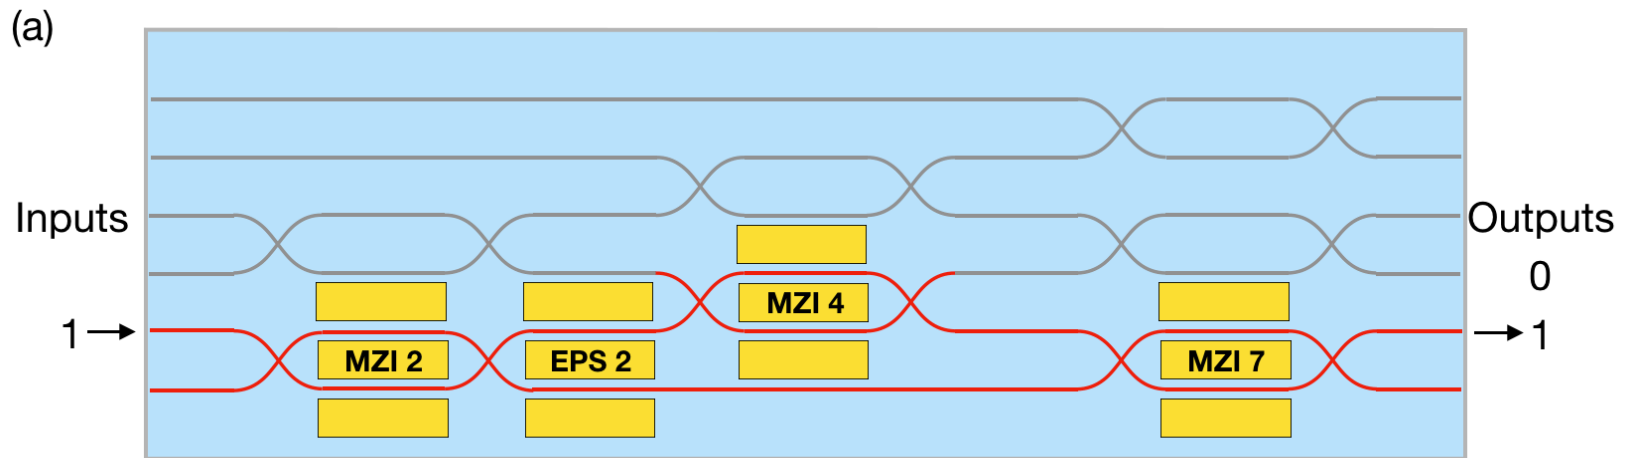 (a)
Inputs
Outputs
0
MZI 4
1
1
MZI 2
EPS 2
MZI 7